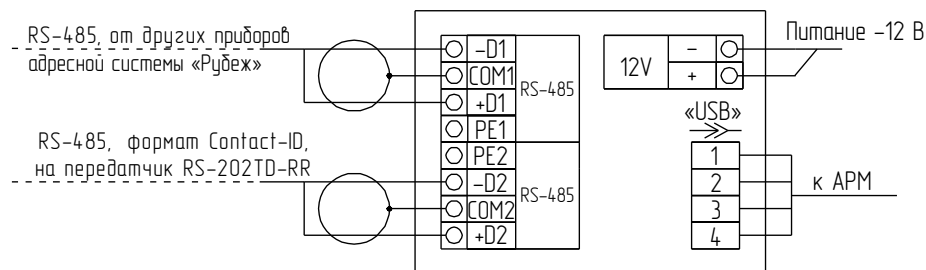 RS-485, от других приборов
адресной системы «Рубеж»
RS-485, формат Contact-ID,
на передатчик RS-202TD-RR
-D1
COM1
+D1
PE1
RS-485
PE2
-D2
COM2
+D2
RS-485
12V
-
+
Питание -12 В
«USB»
1
2
3
4
к АРМ